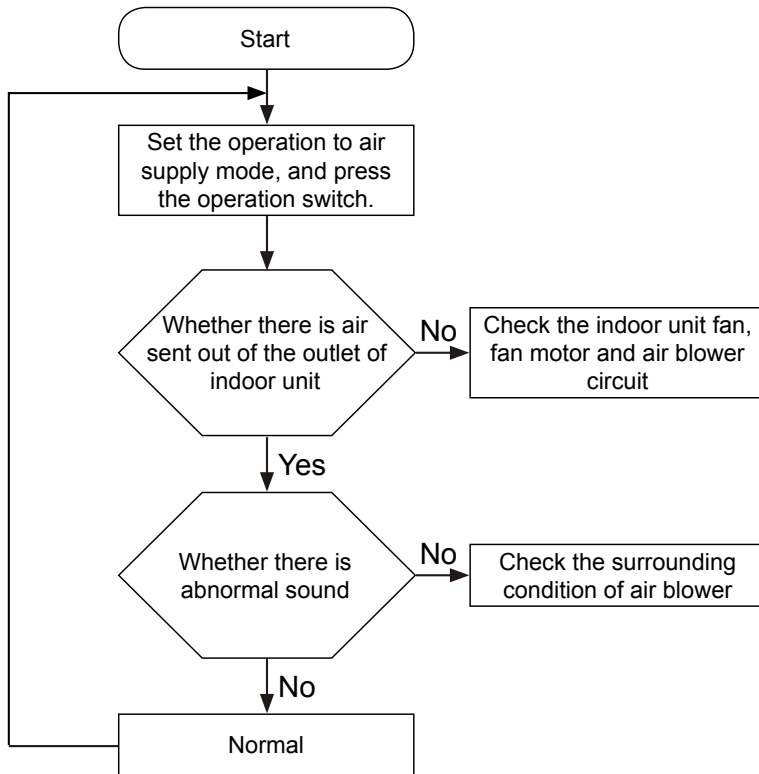 Start
Set the operation to air
supply mode, and press
the operation switch.
Whether there is air
sent out of the outlet of
indoor unit
No
Check the indoor unit fan,
fan motor and air blower
circuit
Yes
Whether there is
abnormal sound
No
Check the surrounding
condition of air blower
No
Normal